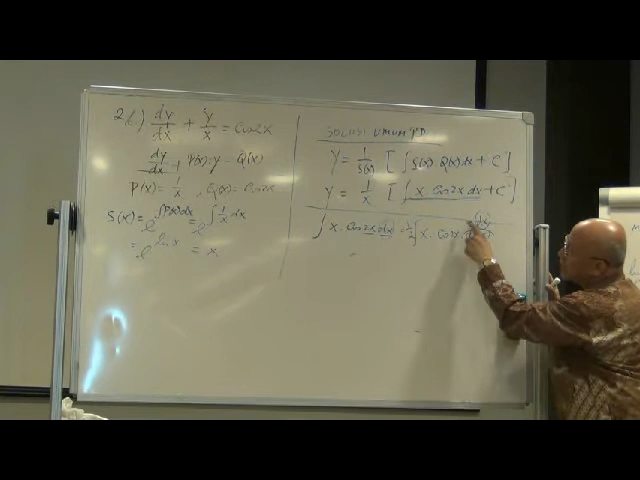 2b.) dy/dx + y/x = Cos2x
dy/dx + P(x)·y = Q(x)
P(x) = 1/x , Q(x) = Cos2x
ρ(x) = e^∫P(x)dx = e^∫1/x dx
= e^ln x = x
SOLUSI UMUM PD
y = 1/ρ(x) [∫ρ(x) Q(x)dx + C]
y = 1/x [∫x Cos2x dx + C]
∫x · Cos2x dx = 1/2 ∫x · Cos2x